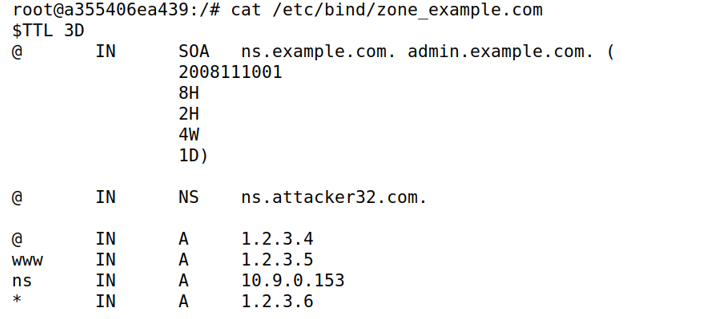 root@a355406ea439:/# cat /etc/bind/zone_example.com
$TTL 3D
@       IN      SOA   ns.example.com. admin.example.com. (
                2008111001
                8H
                2H
                4W
                1D)

@       IN      NS    ns.attacker32.com.

@       IN      A     1.2.3.4
www     IN      A     1.2.3.5
ns      IN      A     10.9.0.153
*       IN      A     1.2.3.6